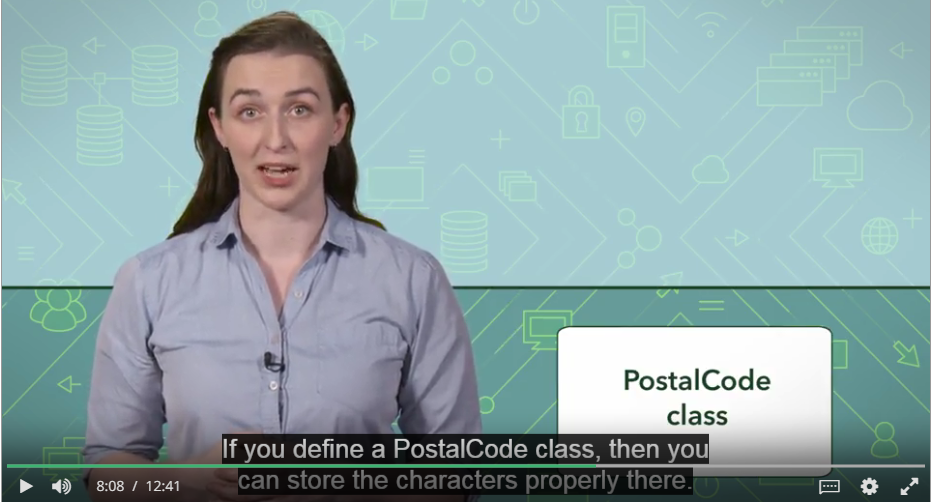 PostalCode
class
If you define a PostalCode class, then you
can store the characters properly there.
8:08 / 12:41